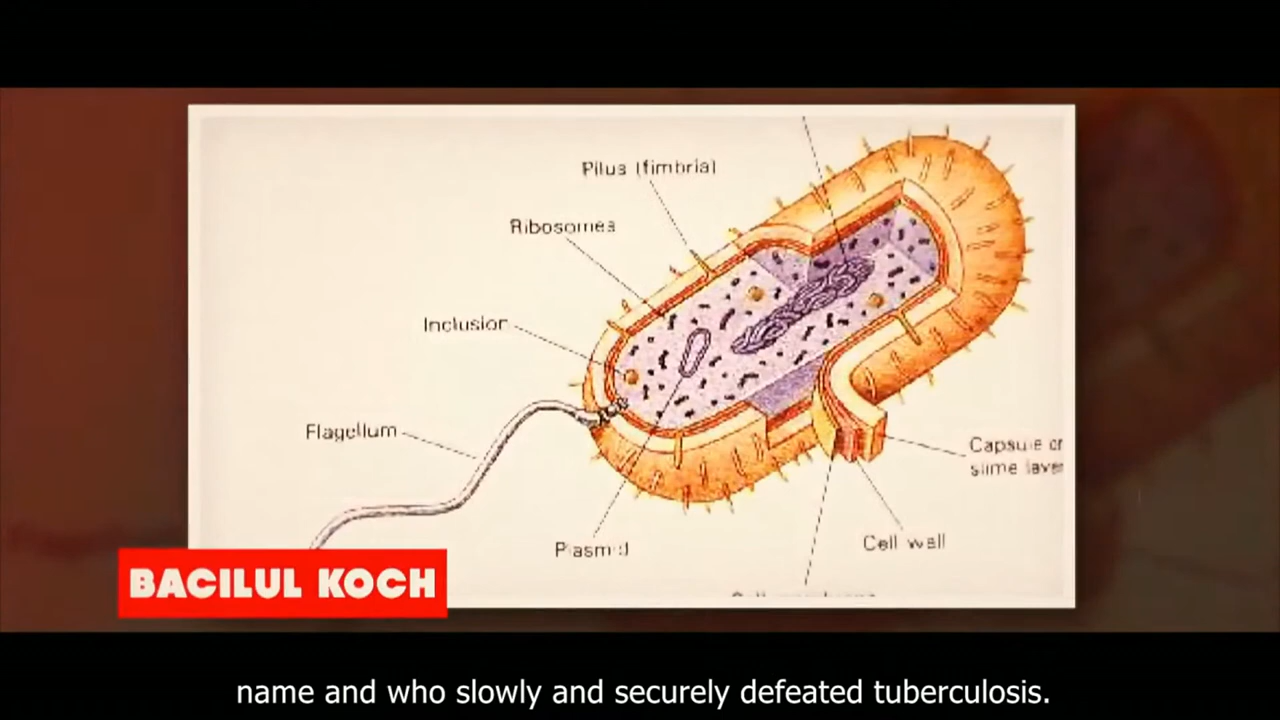 Pilus (fimbria)
Ribosomes
Inclusion
Flagellum
Capsule or
slime layer
Plasmid
Cell wall
BACILUL KOCH
name and who slowly and securely defeated tuberculosis.